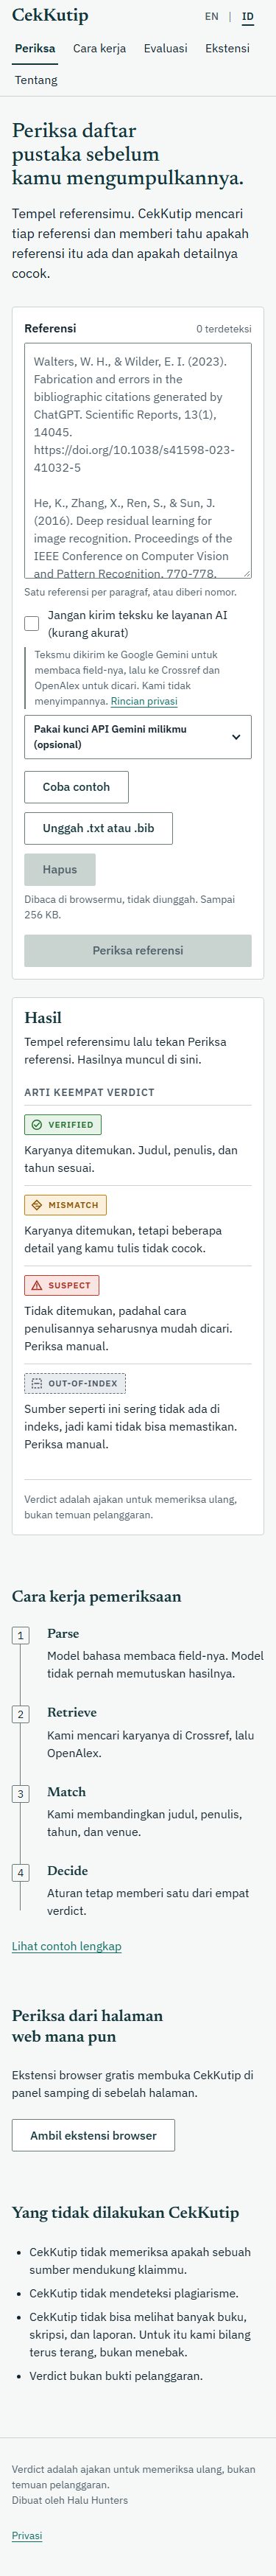 CekKutip
EN | ID
Periksa Cara kerja Evaluasi Ekstensi
Tentang
Periksa daftar
pustaka sebelum
kamu mengumpulkannya.
Tempel referensimu. CekKutip mencari
tiap referensi dan memberi tahu apakah
referensi itu ada dan apakah detailnya
cocok.
Referensi 0 terdeteksi
Walters, W. H., & Wilder, E. I. (2023).
Fabrication and errors in the
bibliographic citations generated by
ChatGPT. Scientific Reports, 13(1),
14045.
https://doi.org/10.1038/s41598-023-
41032-5
He, K., Zhang, X., Ren, S., & Sun, J.
(2016). Deep residual learning for
image recognition. Proceedings of the
IEEE Conference on Computer Vision
and Pattern Recognition, 770-778.
Satu referensi per paragraf, atau diberi nomor.
Jangan kirim teksku ke layanan AI
(kurang akurat)
Teksmu dikirim ke Google Gemini untuk
membaca field-nya, lalu ke Crossref dan
OpenAlex untuk dicari. Kami tidak
menyimpannya. Rincian privasi
Pakai kunci API Gemini milikmu
(opsional)
Coba contoh
Unggah .txt atau .bib
Hapus
Dibaca di browsermu, tidak diunggah. Sampai
256 KB.
Periksa referensi
Hasil
Tempel referensimu lalu tekan Periksa
referensi. Hasilnya muncul di sini.
ARTI KEEMPAT VERDICT
VERIFIED
Karyanya ditemukan. Judul, penulis, dan
tahun sesuai.
MISMATCH
Karyanya ditemukan, tetapi beberapa
detail yang kamu tulis tidak cocok.
SUSPECT
Tidak ditemukan, padahal cara
penulisannya seharusnya mudah dicari.
Periksa manual.
OUT-OF-INDEX
Sumber seperti ini sering tidak ada di
indeks, jadi kami tidak bisa memastikan.
Periksa manual.
Verdict adalah ajakan untuk memeriksa ulang,
bukan temuan pelanggaran.
Cara kerja pemeriksaan
1 Parse
Model bahasa membaca field-nya. Model
tidak pernah memutuskan hasilnya.
2 Retrieve
Kami mencari karyanya di Crossref, lalu
OpenAlex.
3 Match
Kami membandingkan judul, penulis,
tahun, dan venue.
4 Decide
Aturan tetap memberi satu dari empat
verdict.
Lihat contoh lengkap
Periksa dari halaman
web mana pun
Ekstensi browser gratis membuka CekKutip di
panel samping di sebelah halaman.
Ambil ekstensi browser
Yang tidak dilakukan CekKutip
CekKutip tidak memeriksa apakah sebuah
sumber mendukung klaimmu.
CekKutip tidak mendeteksi plagiarisme.
CekKutip tidak bisa melihat banyak buku,
skripsi, dan laporan. Untuk itu kami bilang
terus terang, bukan menebak.
Verdict bukan bukti pelanggaran.
Verdict adalah ajakan untuk memeriksa ulang, bukan
temuan pelanggaran.
Dibuat oleh Halu Hunters
Privasi